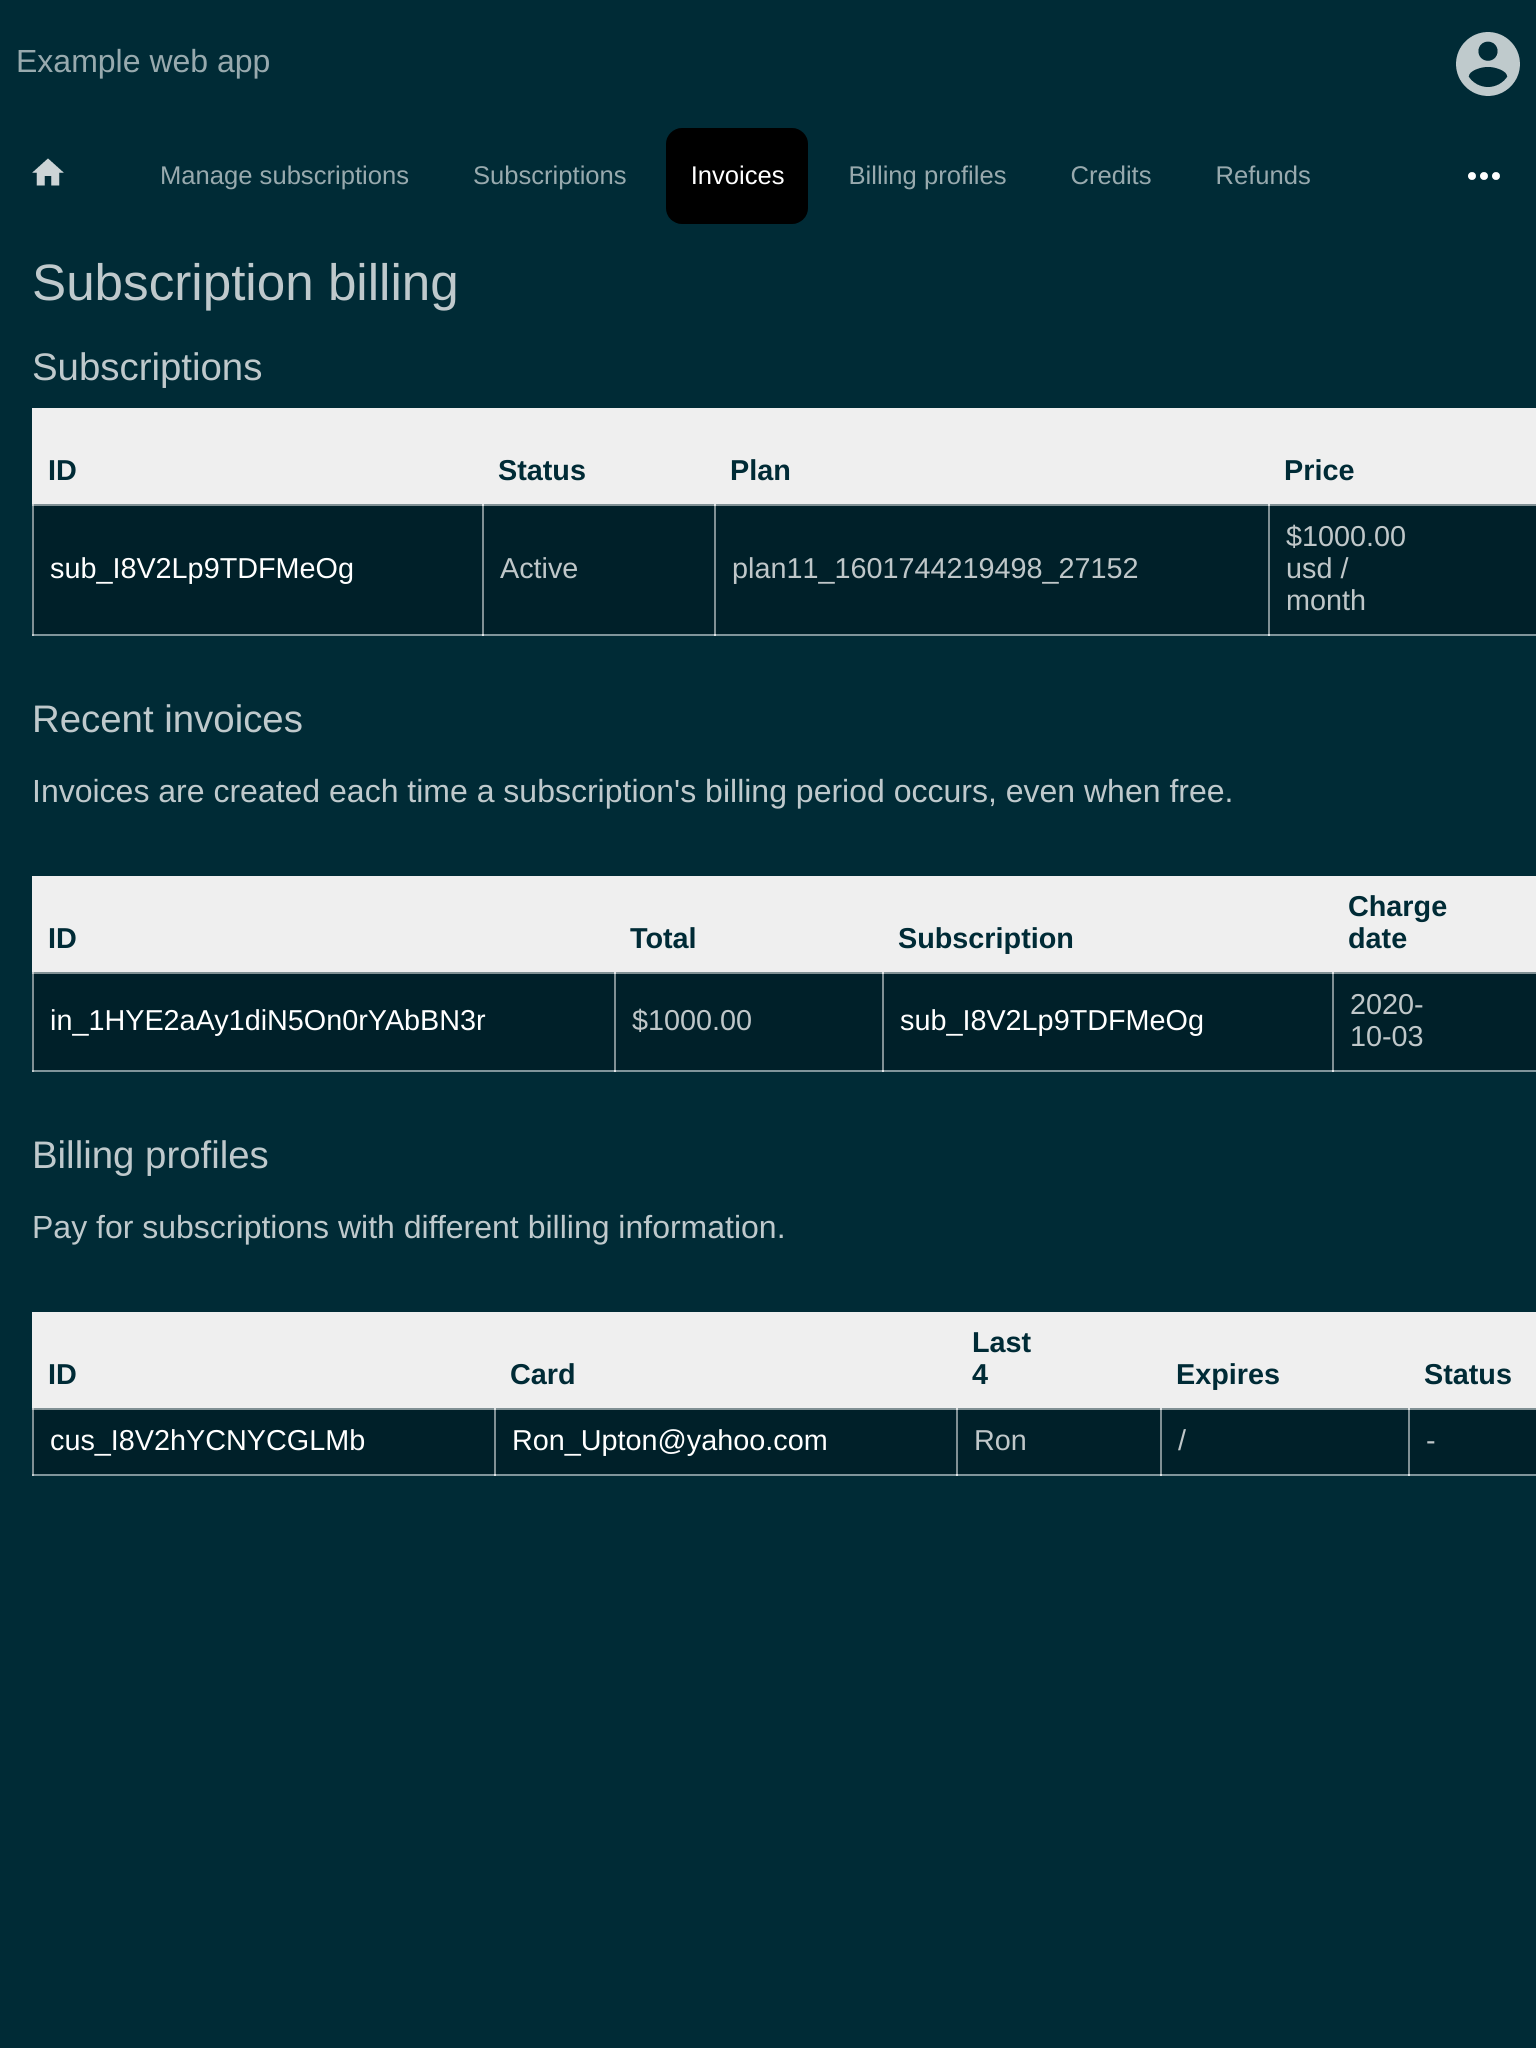 Example web app
Manage subscriptions Subscriptions Invoices Billing profiles Credits Refunds
Subscription billing
Subscriptions
ID Status Plan Price
sub_I8V2Lp9TDFMeOg Active plan11_1601744219498_27152 $1000.00
usd /
month
Recent invoices
Invoices are created each time a subscription's billing period occurs, even when free.
ID Total Subscription Charge
date
in_1HYE2aAy1diN5On0rYAbBN3r $1000.00 sub_I8V2Lp9TDFMeOg 2020-
10-03
Billing profiles
Pay for subscriptions with different billing information.
ID Card Last
4 Expires Status
cus_I8V2hYCNYCGLMb Ron_Upton@yahoo.com Ron / -